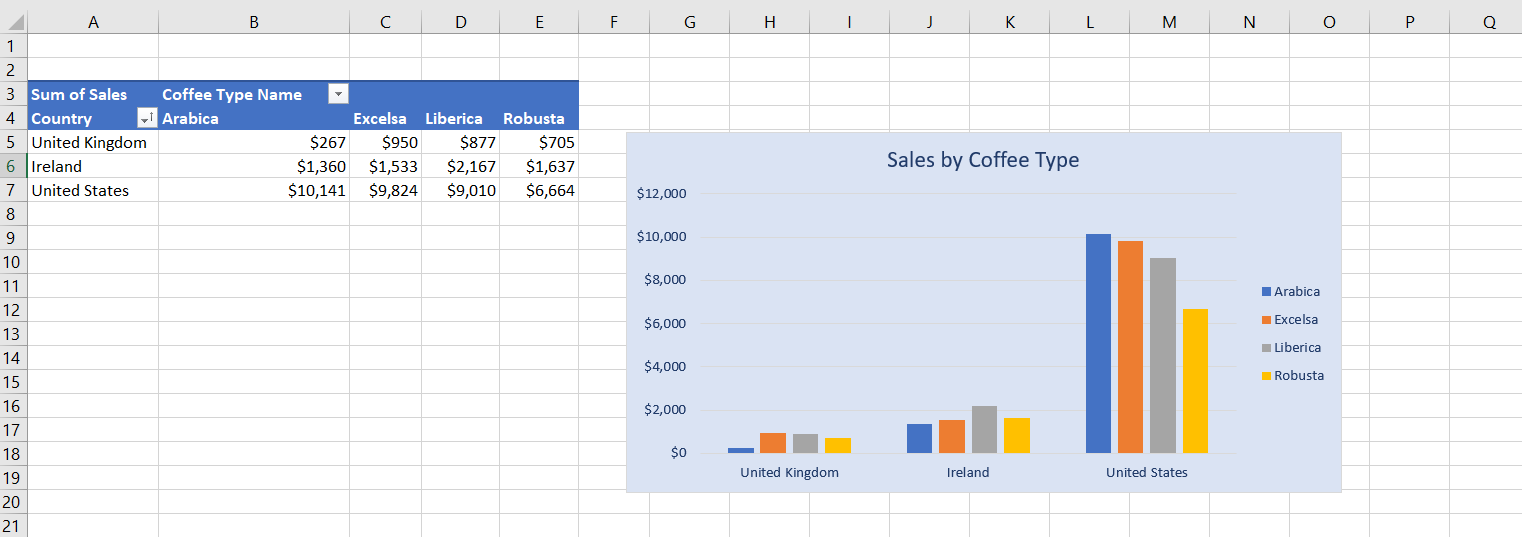 A B C D E F G H I J K L M N O P Q
1
2
3 Sum of Sales Coffee Type Name
4 Country Arabica Excelsa Liberica Robusta
5 United Kingdom $267 $950 $877 $705
6 Ireland $1,360 $1,533 $2,167 $1,637
7 United States $10,141 $9,824 $9,010 $6,664
8
9
10
11
12
13
14
15
16
17
18
19
20
21
Sales by Coffee Type
$12,000
$10,000
$8,000
$6,000
$4,000
$2,000
$0
United Kingdom Ireland United States
Arabica
Excelsa
Liberica
Robusta